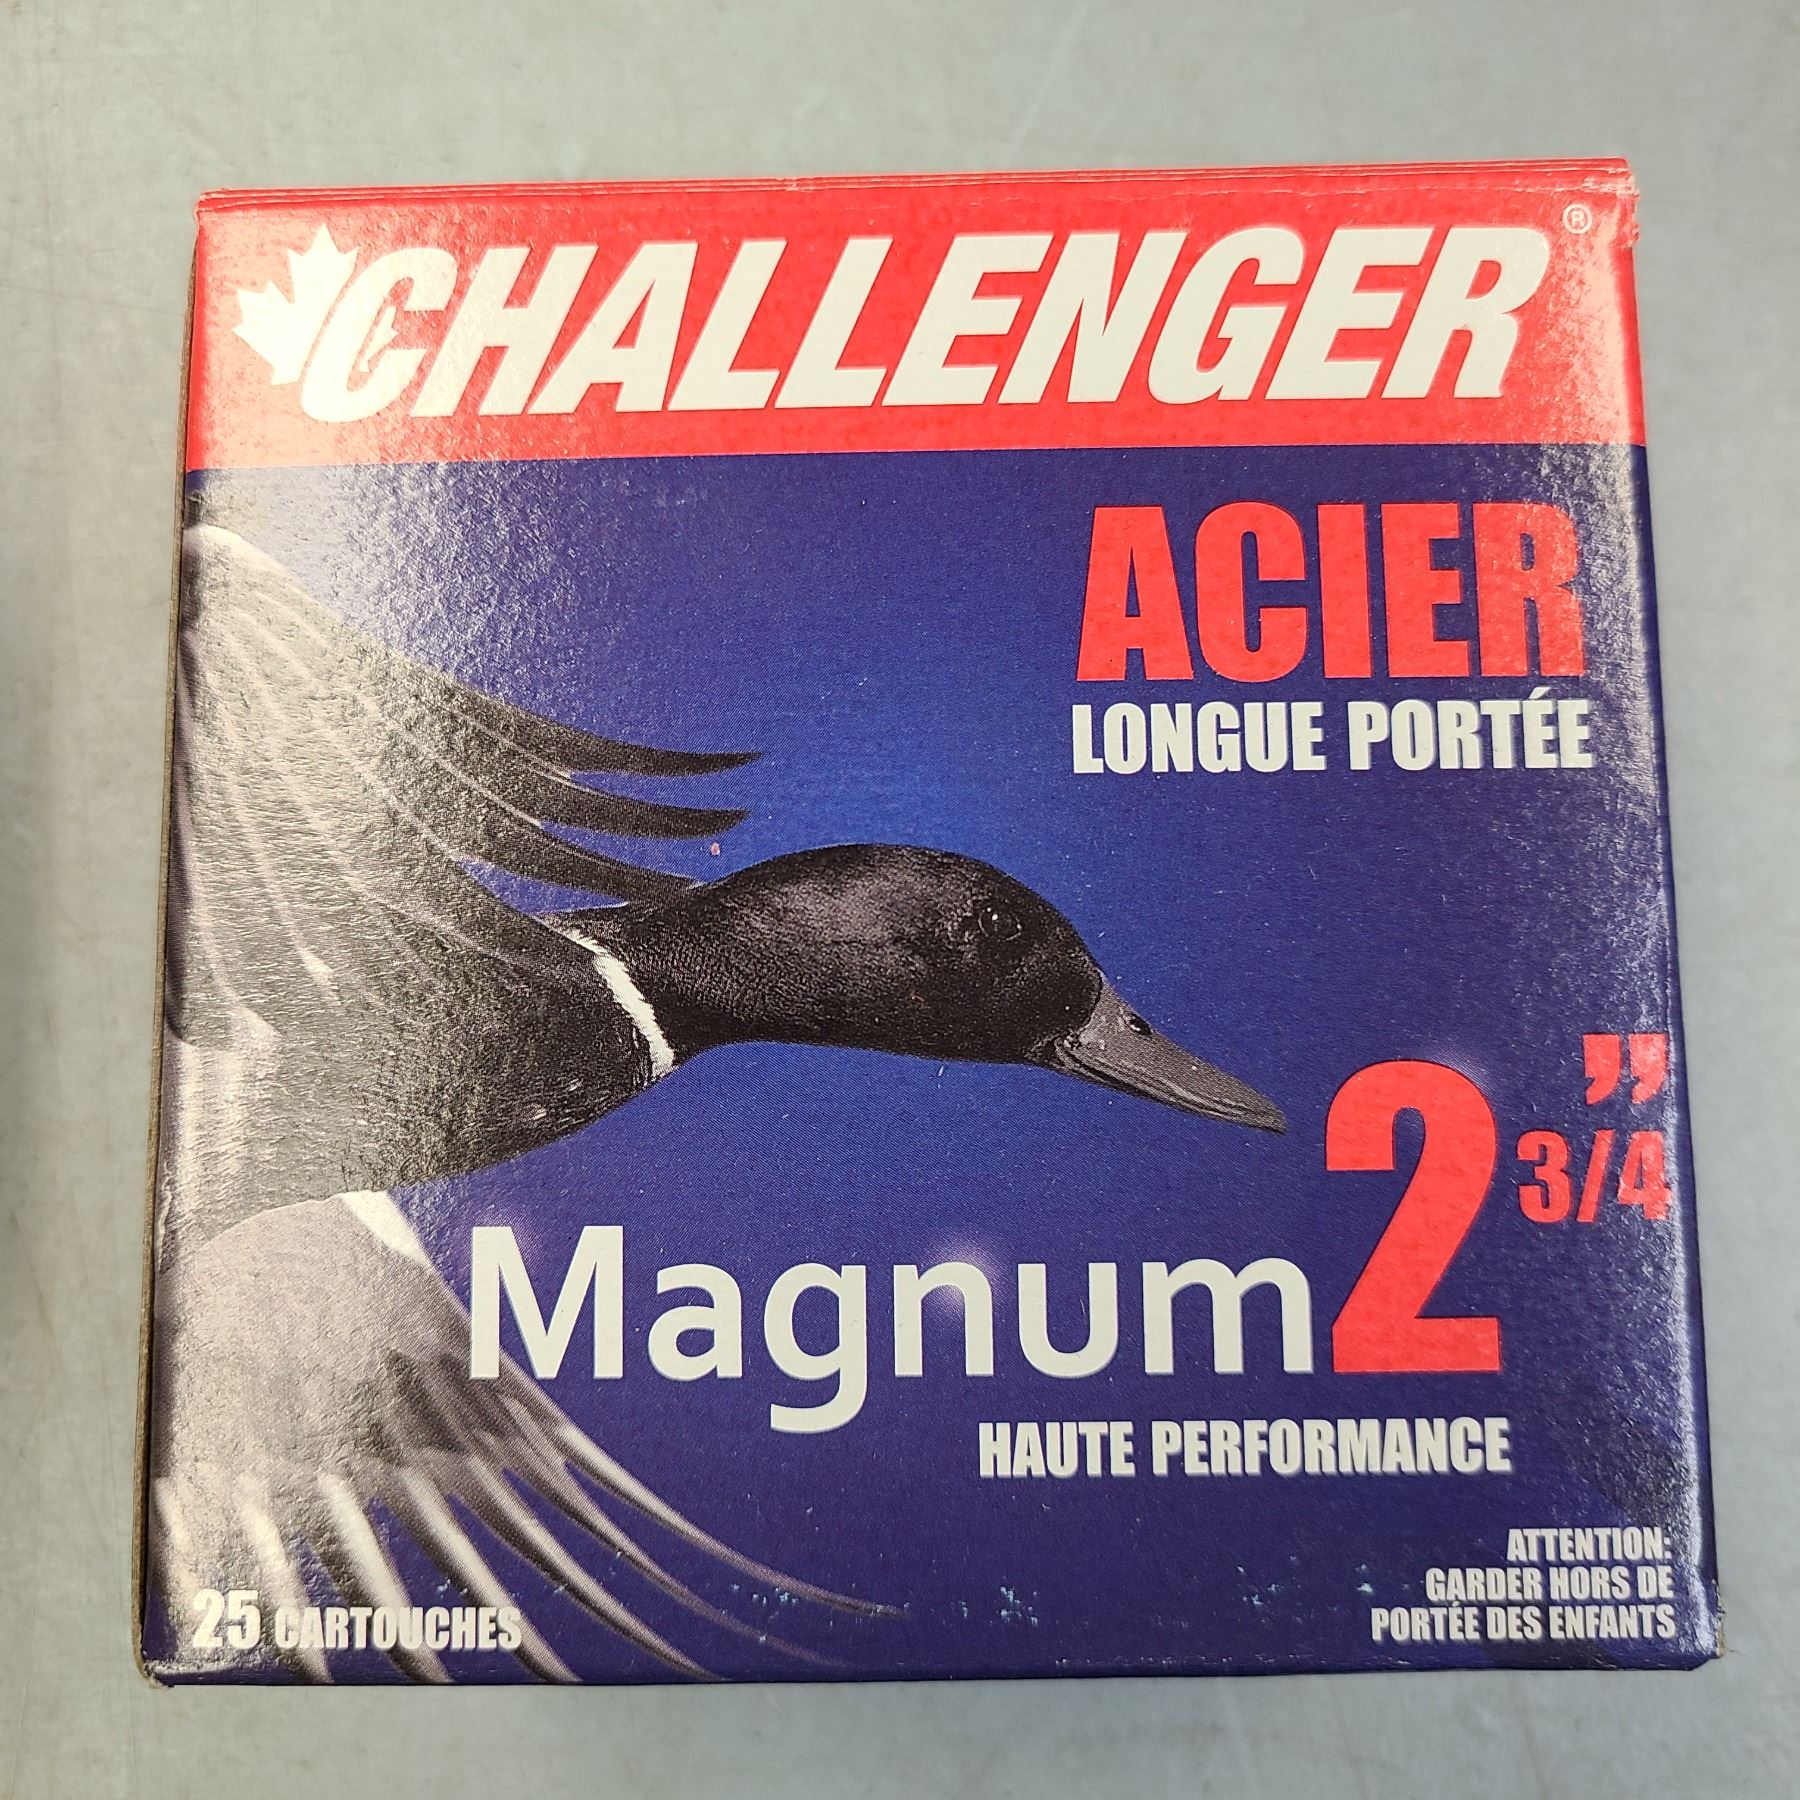 CHALLENGER®
ACIER
LONGUE PORTÉE
Magnum 2 3/4”
HAUTE PERFORMANCE
ATTENTION:
GARDER HORS DE
PORTÉE DES ENFANTS
25 CARTOUCHES